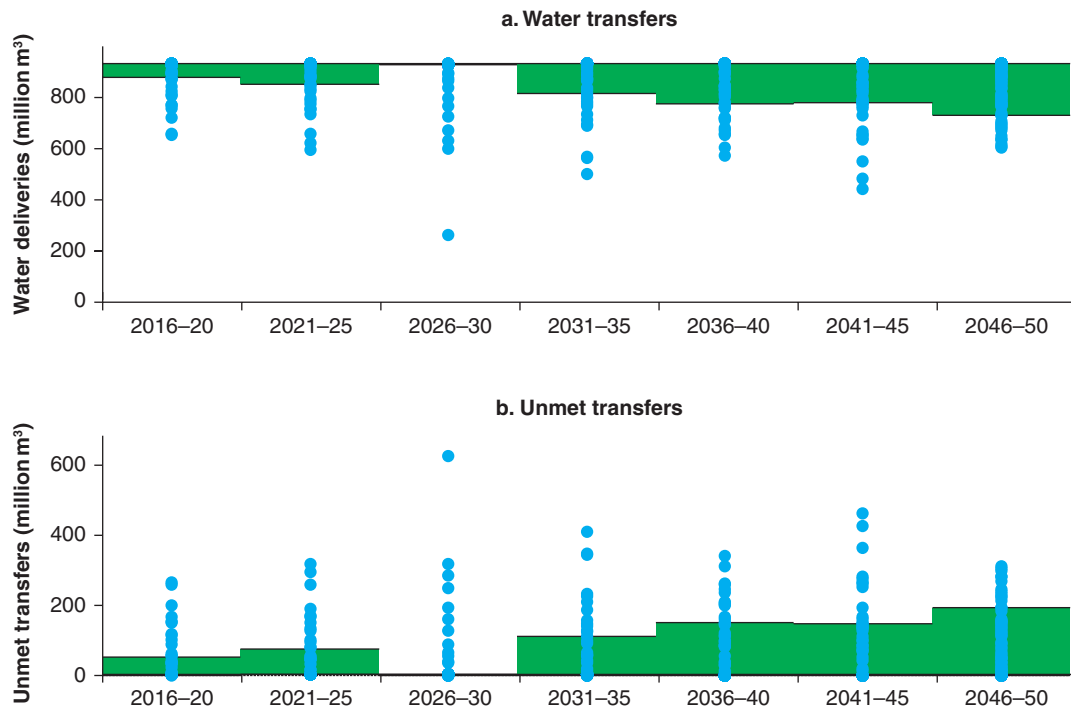 a. Water transfers
Water deliveries (million m³)
800
600
400
200
0
2016–20 2021–25 2026–30 2031–35 2036–40 2041–45 2046–50
b. Unmet transfers
Unmet transfers (million m³)
600
400
200
0
2016–20 2021–25 2026–30 2031–35 2036–40 2041–45 2046–50